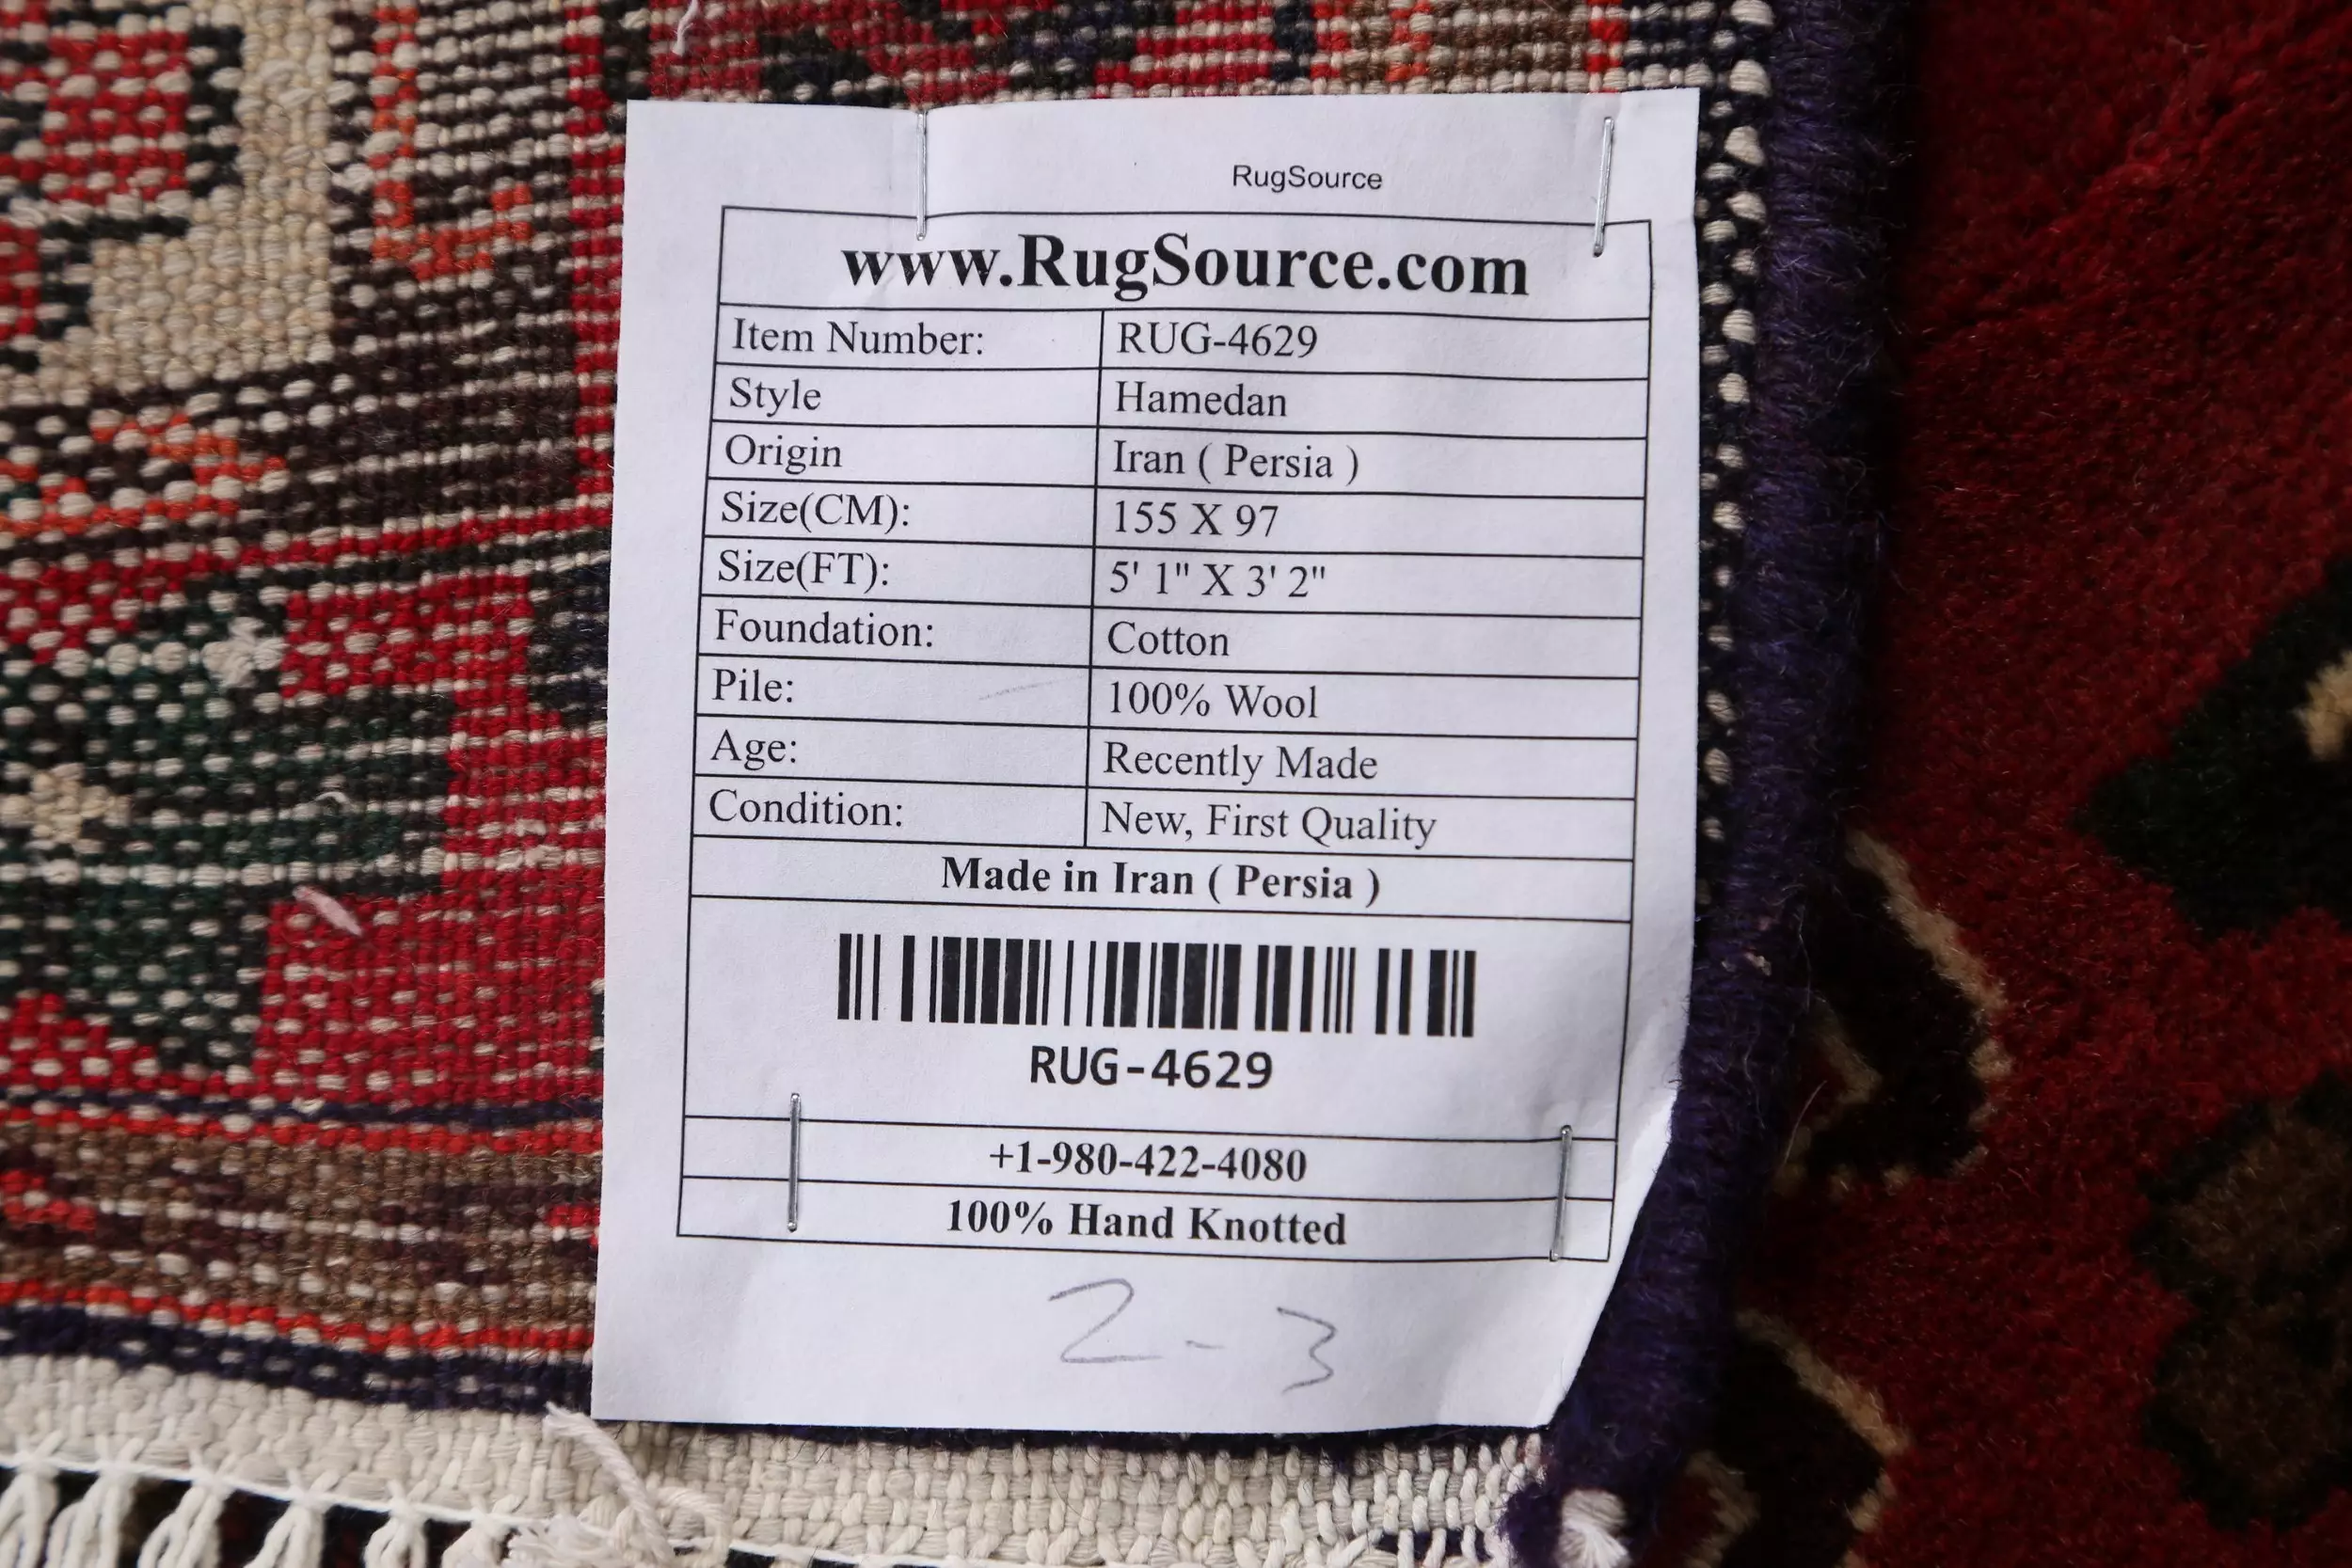 RugSource
www.RugSource.com
Item Number: RUG-4629
Style Hamedan
Origin Iran ( Persia )
Size(CM): 155 X 97
Size(FT): 5' 1" X 3' 2"
Foundation: Cotton
Pile: 100% Wool
Age: Recently Made
Condition: New, First Quality
Made in Iran ( Persia )
RUG-4629
+1-980-422-4080
100% Hand Knotted
2-3